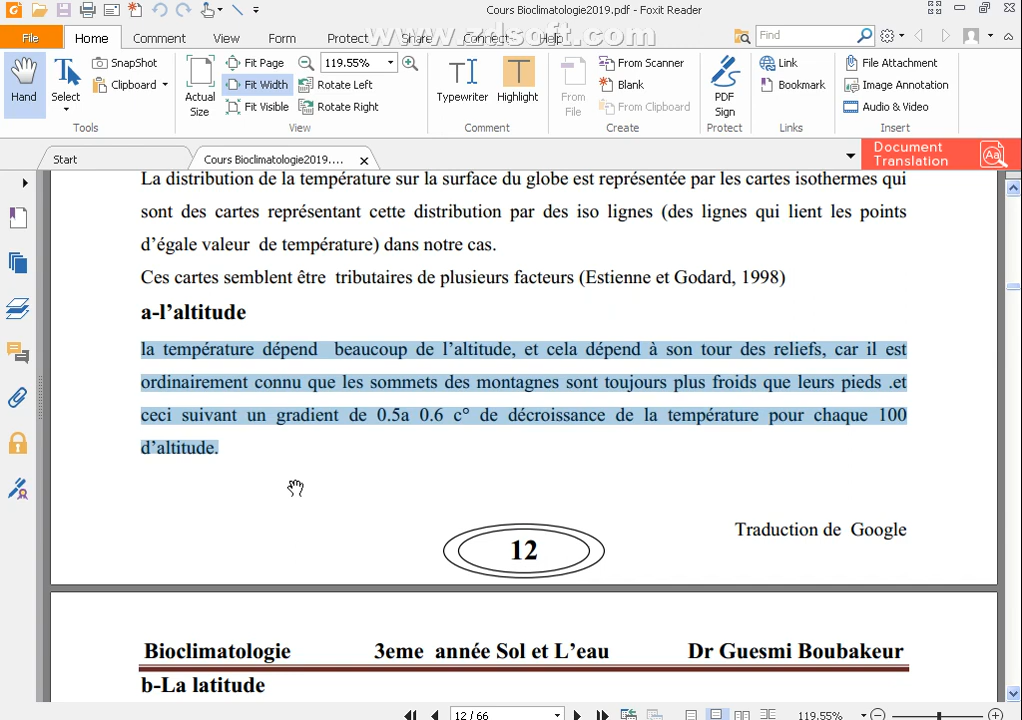 Cours Bioclimatologie2019.pdf - Foxit Reader
File Home Comment View Form Protect Share Connect Help Find
www.zdsoft.com
Hand
Select
SnapShot
Clipboard
Tools
Actual Size
Fit Page
Fit Width
Fit Visible
119.55%
Rotate Left
Rotate Right
View
Typewriter
Highlight
Comment
From File
From Scanner
Blank
From Clipboard
Create
PDF Sign
Protect
Link
Bookmark
Links
File Attachment
Image Annotation
Audio & Video
Insert
Start
Cours Bioclimatologie2019....
Document Translation
La distribution de la température sur la surface du globe est représentée par les cartes isothermes qui
sont des cartes représentant cette distribution par des iso lignes (des lignes qui lient les points
d’égale valeur de température) dans notre cas.
Ces cartes semblent être tributaires de plusieurs facteurs (Estienne et Godard, 1998)
a-l’altitude
la température dépend beaucoup de l’altitude, et cela dépend à son tour des reliefs, car il est
ordinairement connu que les sommets des montagnes sont toujours plus froids que leurs pieds .et
ceci suivant un gradient de 0.5a 0.6 c° de décroissance de la température pour chaque 100
d’altitude.
Traduction de Google
12
Bioclimatologie 3eme année Sol et L’eau Dr Guesmi Boubakeur
b-La latitude
12 / 66
119.55%